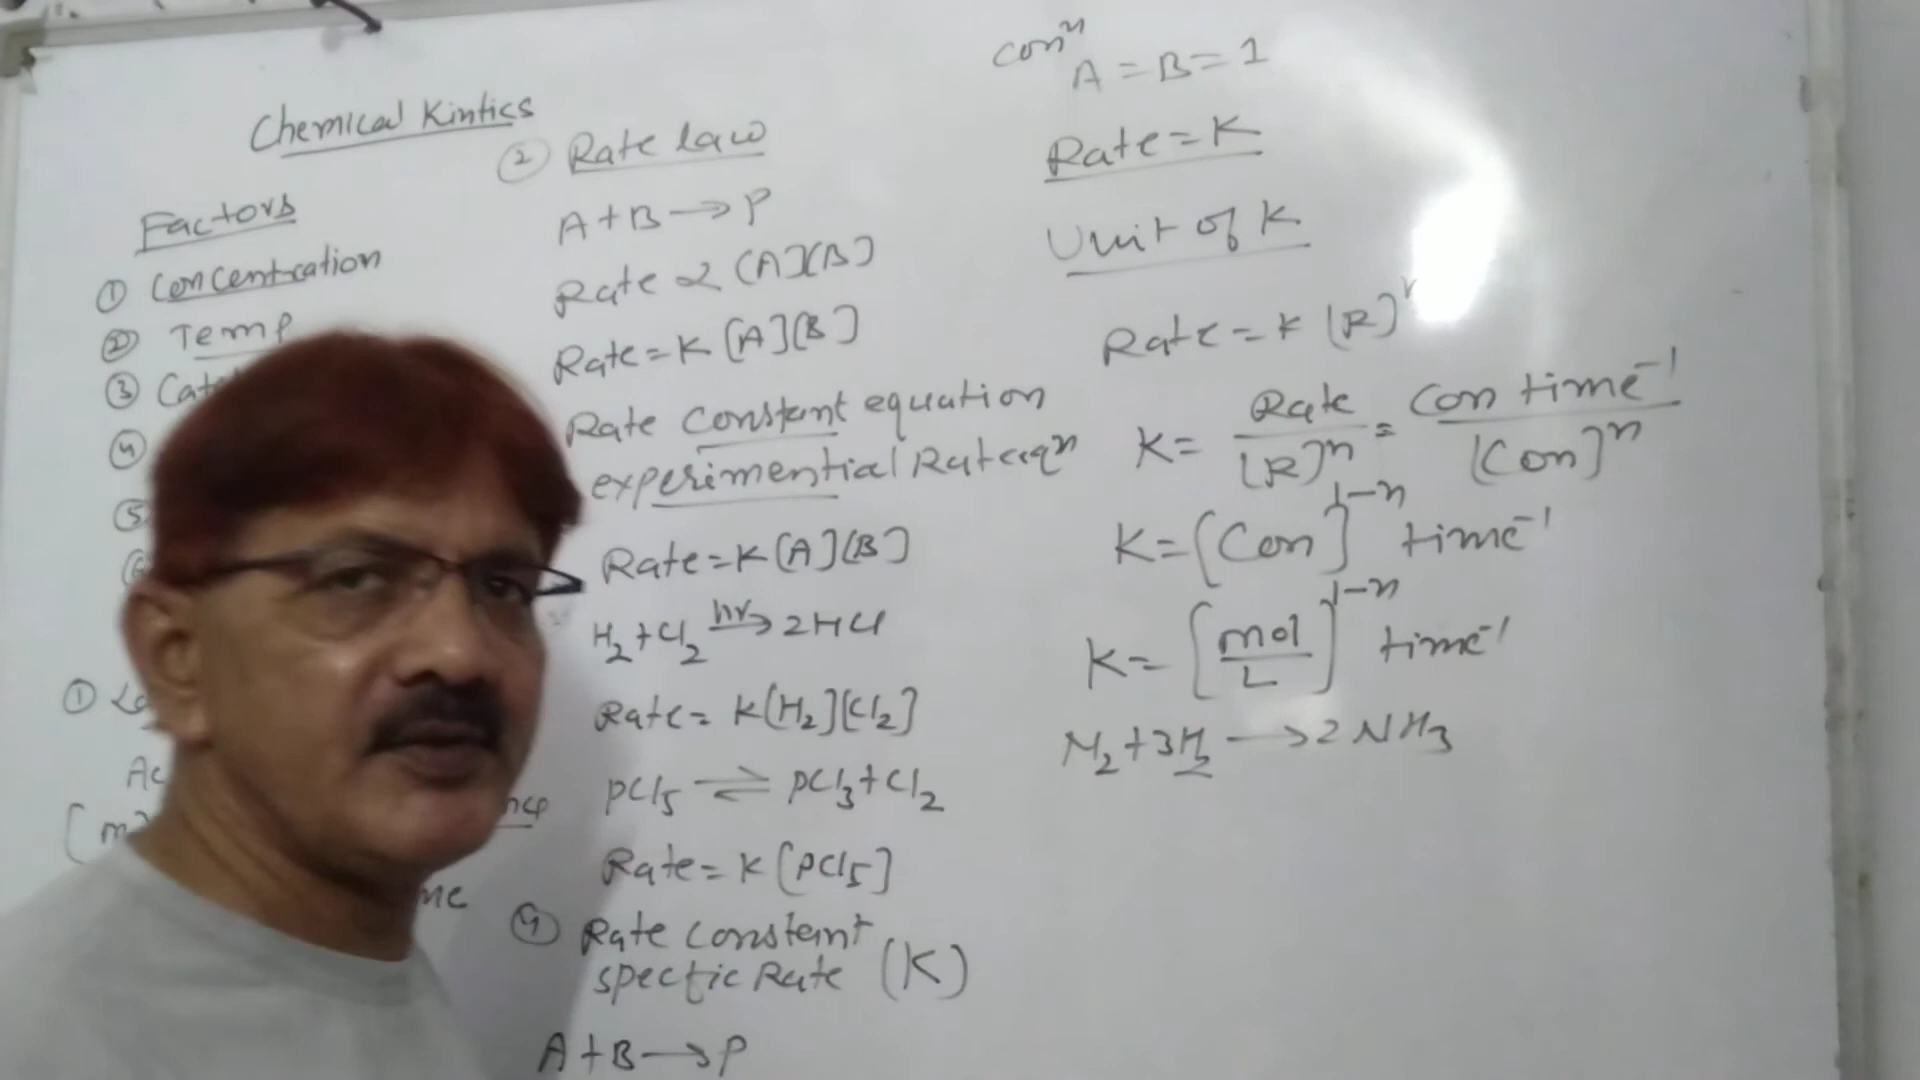 Chemical Kintics
Factors
① Concentration
② Temp
③ Cat
④
⑤
①
Ac
② Rate law
A + B → P
Rate ∝ [A][B]
Rate = K [A][B]
Rate Constant equation
experimential Rate eqn
Rate = K [A][B]
H2 + Cl2 hv→ 2HCl
Rate = K [H2][Cl2]
PCl5 ⇌ PCl3 + Cl2
Rate = K [PCl5]
④ Rate Constant
specfic Rate (K)
A + B → P
conⁿ
A = B = 1
Rate = K
Unit of K
Rate = K [R]
K = Rate/[R]ⁿ = Con time⁻¹/[Con]ⁿ
K = [Con]¹⁻ⁿ time⁻¹
K = [mol/L]¹⁻ⁿ time⁻¹
N2 + 3H2 → 2NH3